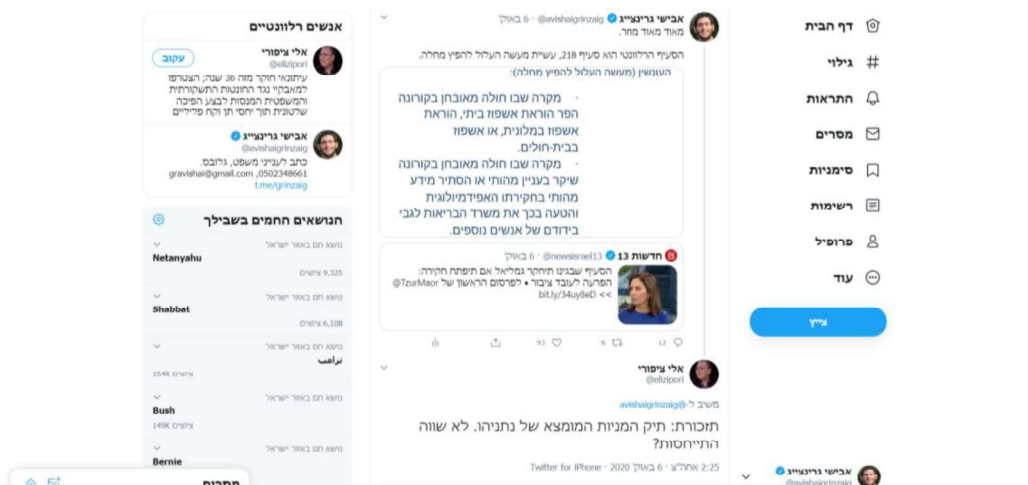 דף הבית
גילוי
התראות
מסרים
סימניות
רשימות
פרופיל
עוד
צייץ
אבישי גרינצייג @avishaigrinzaig · 6 באוק'
מאוד מאוד מוזר.
הסעיף הרלוונטי הוא סעיף 218, עשיית מעשה העלול להפיץ מחלה.
העונשין (מעשה העלול להפיץ מחלה):
· מקרה שבו חולה מאובחן בקורונה
הפר הוראת אשפוז ביתי, הוראת
אשפוז במלונית, או אשפוז
בבית-חולים.
· מקרה שבו חולה מאובחן בקורונה
שיקר בעניין מהותי או הסתיר מידע
מהותי בחקירתו האפידמיולוגית
והטעה בכך את משרד הבריאות לגבי
בידודם של אנשים נוספים.
חדשות 13 @newsisrael13 · 6 באוק'
הסעיף שבגינו תיחקר גמליאל אם תיפתח חקירה:
הפרעה לעובד ציבור • לפרסום הראשון של @TzurMaor
>> bit.ly/34uy8eD
12
6
93
אלי ציפורי
@elizipori
משיב ל-@avishaigrinzaig
תזכורת: תיק המניות המומצא של נתניהו. לא שווה
התייחסות?
2:25 אחה"צ · 6 באוק' 2020 · Twitter for iPhone
אנשים רלוונטיים
אלי ציפורי
@elizipori
עקוב
עיתונאי חוקר מזה 36 שנה; הצטרפו
למאבקיי נגד החונטות התקשורתית
והמשפטית המנסות לבצע הפיכה
שלטונית תוך יחסי תן וקח פליליים
אבישי גרינצייג
@avishaigrinzaig
כתב לענייני משפט, גלובס.
0502348661, gravishai@gmail.com
t.me/grinzaig
הנושאים החמים בשבילך
נושא חם באזור ישראל
Netanyahu
9,325 ציוצים
נושא חם באזור ישראל
Shabbat
6,108 ציוצים
נושא חם באזור ישראל
ترامب
154K ציוצים
נושא חם באזור ישראל
Bush
149K ציוצים
נושא חם באזור ישראל
Bernie
מסרים
אבישי גרינצייג
@avishaigrinzaig